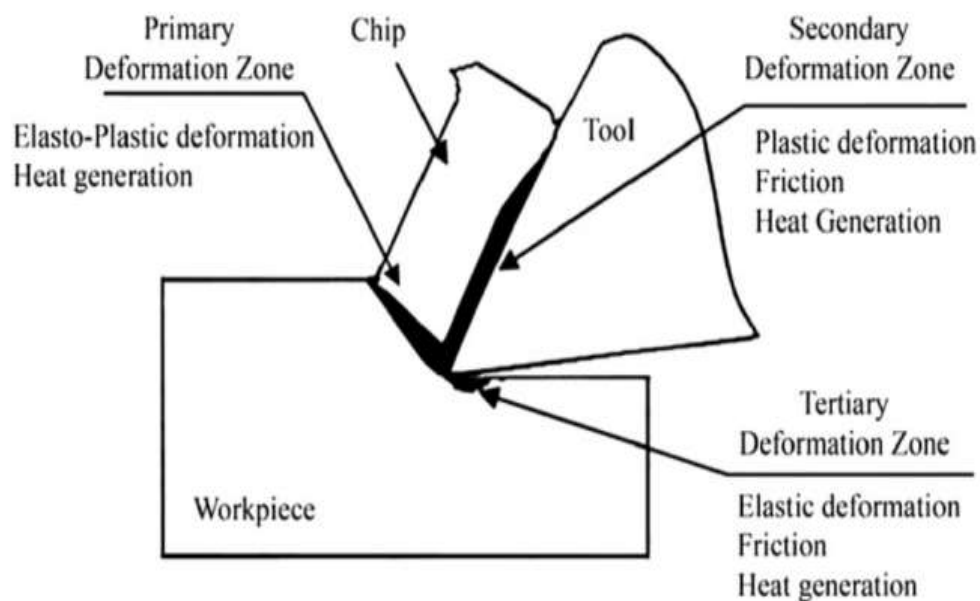 Primary
Deformation Zone
Elasto-Plastic deformation
Heat generation
Chip
Tool
Secondary
Deformation Zone
Plastic deformation
Friction
Heat Generation
Workpiece
Tertiary
Deformation Zone
Elastic deformation
Friction
Heat generation